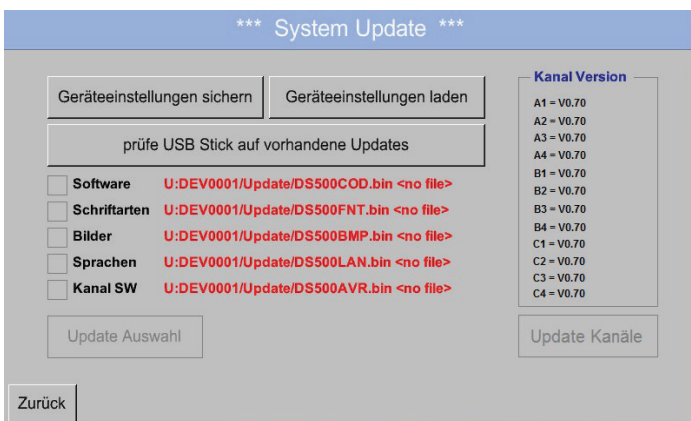 *** System Update ***
Geräteeinstellungen sichern
Geräteeinstellungen laden
prüfe USB Stick auf vorhandene Updates
Software U:DEV0001/Update/DS500COD.bin <no file>
Schriftarten U:DEV0001/Update/DS500FNT.bin <no file>
Bilder U:DEV0001/Update/DS500BMP.bin <no file>
Sprachen U:DEV0001/Update/DS500LAN.bin <no file>
Kanal SW U:DEV0001/Update/DS500AVR.bin <no file>
Update Auswahl
Kanal Version
A1 = V0.70
A2 = V0.70
A3 = V0.70
A4 = V0.70
B1 = V0.70
B2 = V0.70
B3 = V0.70
B4 = V0.70
C1 = V0.70
C2 = V0.70
C3 = V0.70
C4 = V0.70
Update Kanäle
Zurück